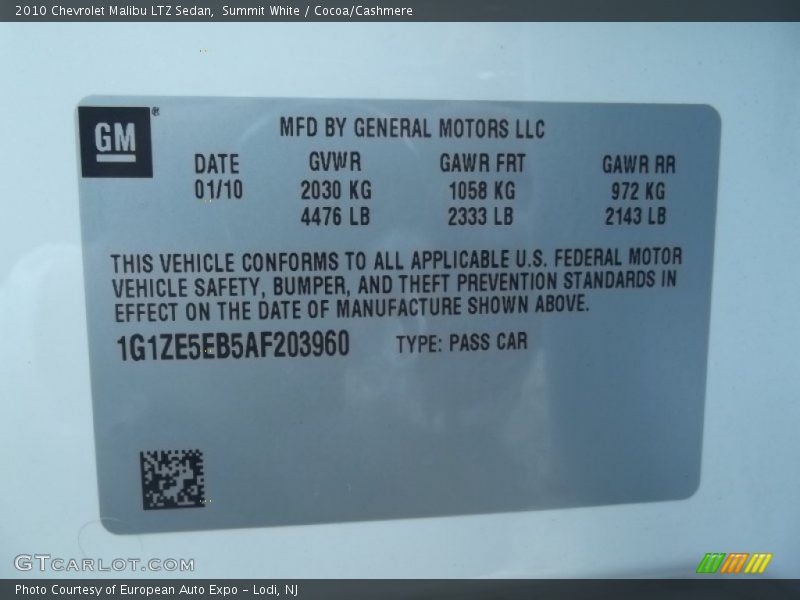 2010 Chevrolet Malibu LTZ Sedan,  Summit White / Cocoa/Cashmere
GM®
MFD BY GENERAL MOTORS LLC
DATE GVWR GAWR FRT GAWR RR
01/10 2030 KG 1058 KG 972 KG
4476 LB 2333 LB 2143 LB
THIS VEHICLE CONFORMS TO ALL APPLICABLE U.S. FEDERAL MOTOR
VEHICLE SAFETY, BUMPER, AND THEFT PREVENTION STANDARDS IN
EFFECT ON THE DATE OF MANUFACTURE SHOWN ABOVE.
1G1ZE5EB5AF203960 TYPE: PASS CAR
GTCARLOT.COM
Photo Courtesy of European Auto Expo - Lodi, NJ